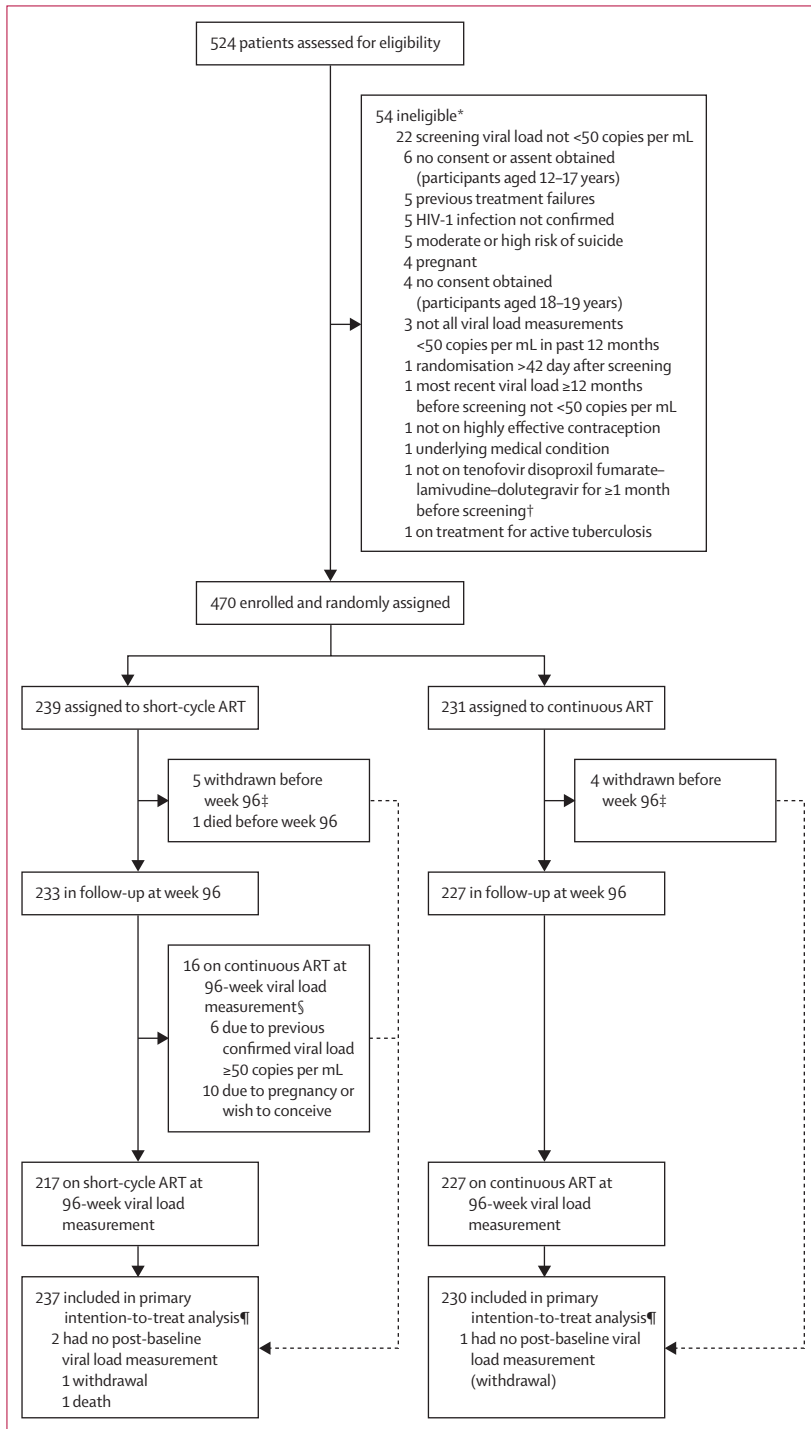 524 patients assessed for eligibility
54 ineligible*
22 screening viral load not <50 copies per mL
6 no consent or assent obtained
(participants aged 12–17 years)
5 previous treatment failures
5 HIV-1 infection not confirmed
5 moderate or high risk of suicide
4 pregnant
4 no consent obtained
(participants aged 18–19 years)
3 not all viral load measurements
<50 copies per mL in past 12 months
1 randomisation >42 day after screening
1 most recent viral load ≥12 months
before screening not <50 copies per mL
1 not on highly effective contraception
1 underlying medical condition
1 not on tenofovir disoproxil fumarate–
lamivudine–dolutegravir for ≥1 month
before screening†
1 on treatment for active tuberculosis
470 enrolled and randomly assigned
239 assigned to short-cycle ART
231 assigned to continuous ART
5 withdrawn before
week 96‡
1 died before week 96
4 withdrawn before
week 96‡
233 in follow-up at week 96
227 in follow-up at week 96
16 on continuous ART at
96-week viral load
measurement§
6 due to previous
confirmed viral load
≥50 copies per mL
10 due to pregnancy or
wish to conceive
217 on short-cycle ART at
96-week viral load
measurement
227 on continuous ART at
96-week viral load
measurement
237 included in primary
intention-to-treat analysis¶
2 had no post-baseline
viral load measurement
1 withdrawal
1 death
230 included in primary
intention-to-treat analysis¶
1 had no post-baseline viral
load measurement
(withdrawal)